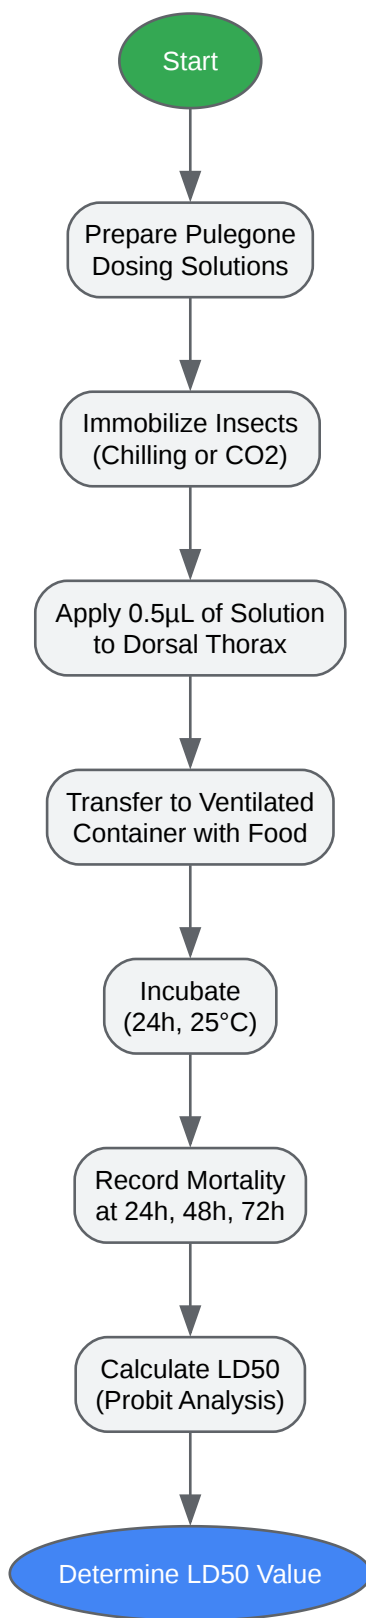 Start
Prepare Pulegone
Dosing Solutions
Immobilize Insects
(Chilling or CO2)
Apply 0.5µL of Solution
to Dorsal Thorax
Transfer to Ventilated
Container with Food
Incubate
(24h, 25°C)
Record Mortality
at 24h, 48h, 72h
Calculate LD50
(Probit Analysis)
Determine LD50 Value